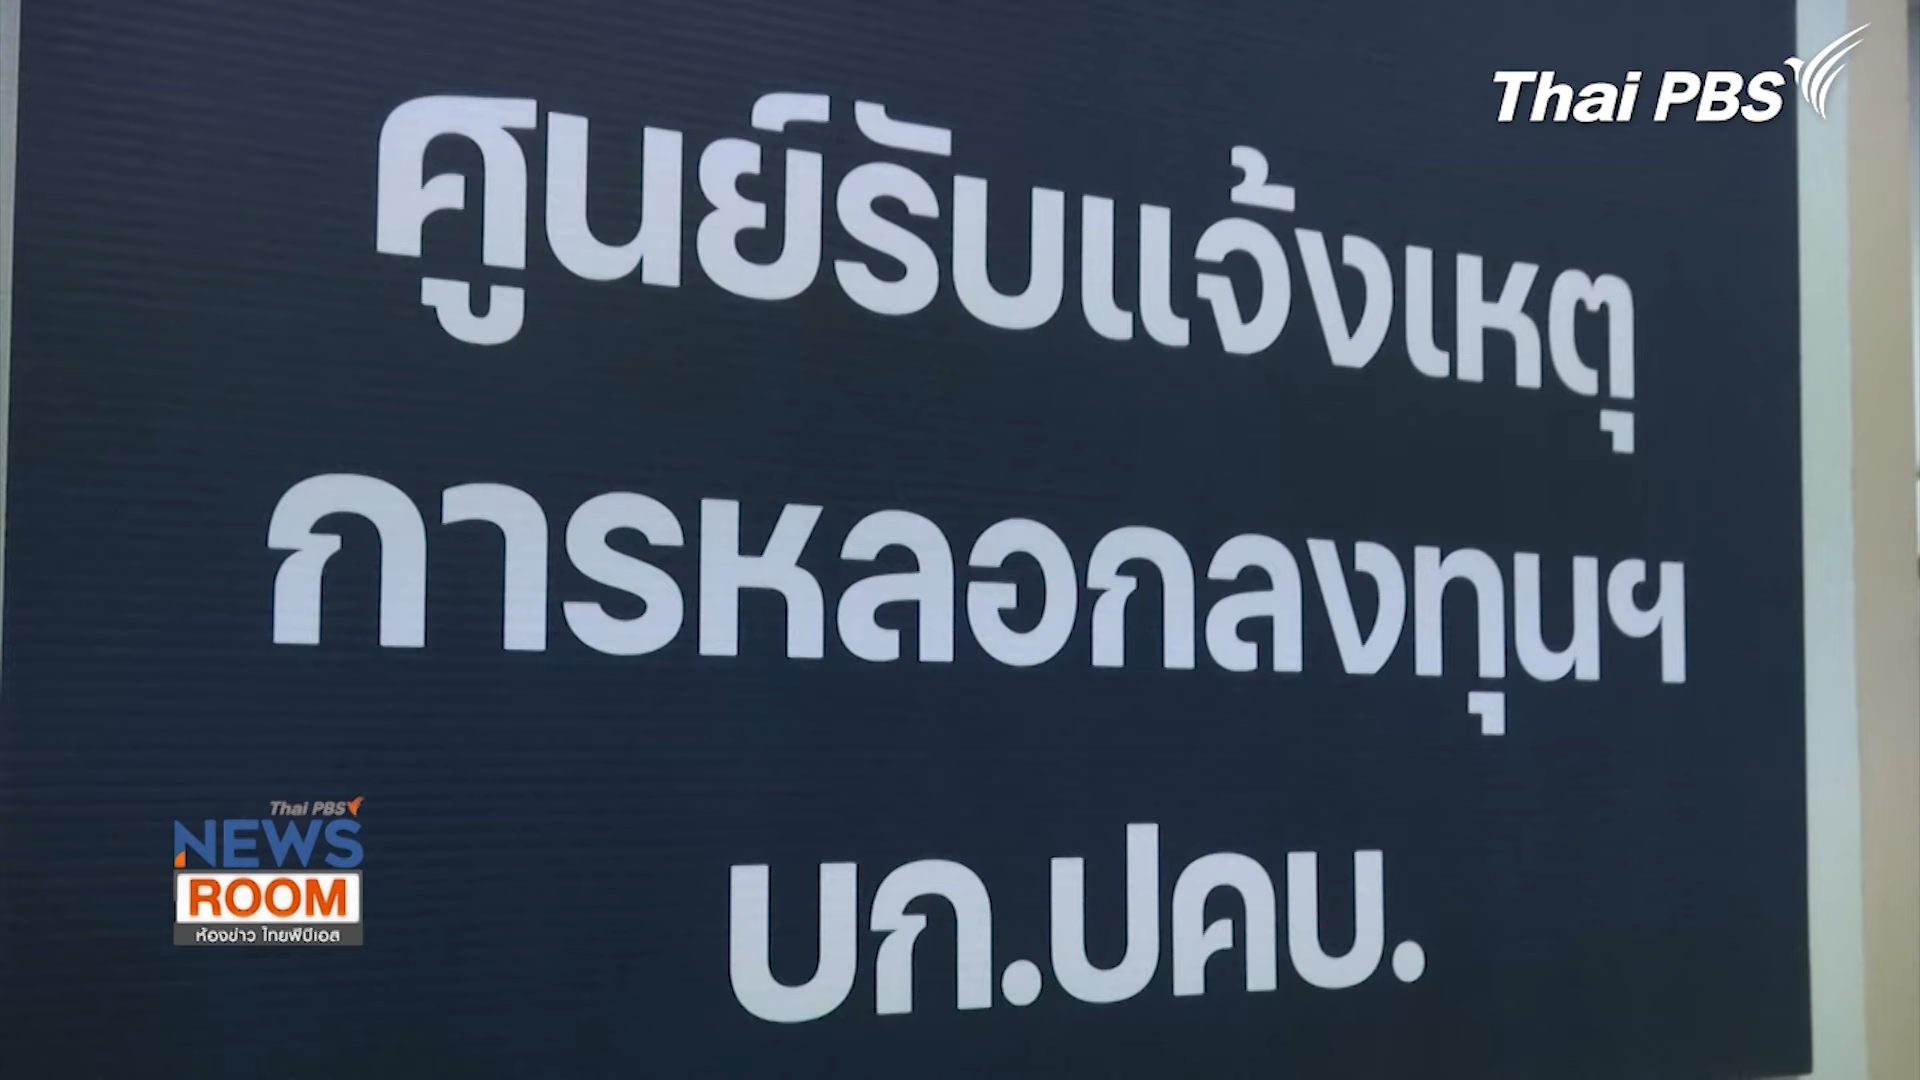 Thai PBS
ศูนย์รับแจ้งเหตุ
การหลอกลงทุนฯ
บก.ปคบ.
Thai PBS
NEWS
ROOM
ห้องข่าว ไทยพีบีเอส